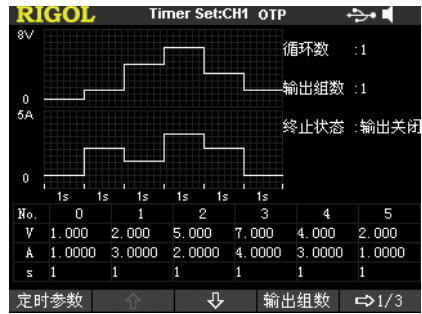 RIGOL Timer Set:CH1 OTP
8V
循环数 :1
输出组数 :1
0
5A
终止状态 :输出关闭
0
1s 1s 1s 1s 1s 1s
No. 0 1 2 3 4 5
V 1.000 2.000 5.000 7.000 4.000 2.000
A 1.0000 3.0000 2.0000 4.0000 3.0000 1.0000
s 1 1 1 1 1 1
定时参数 输出组数 1/3